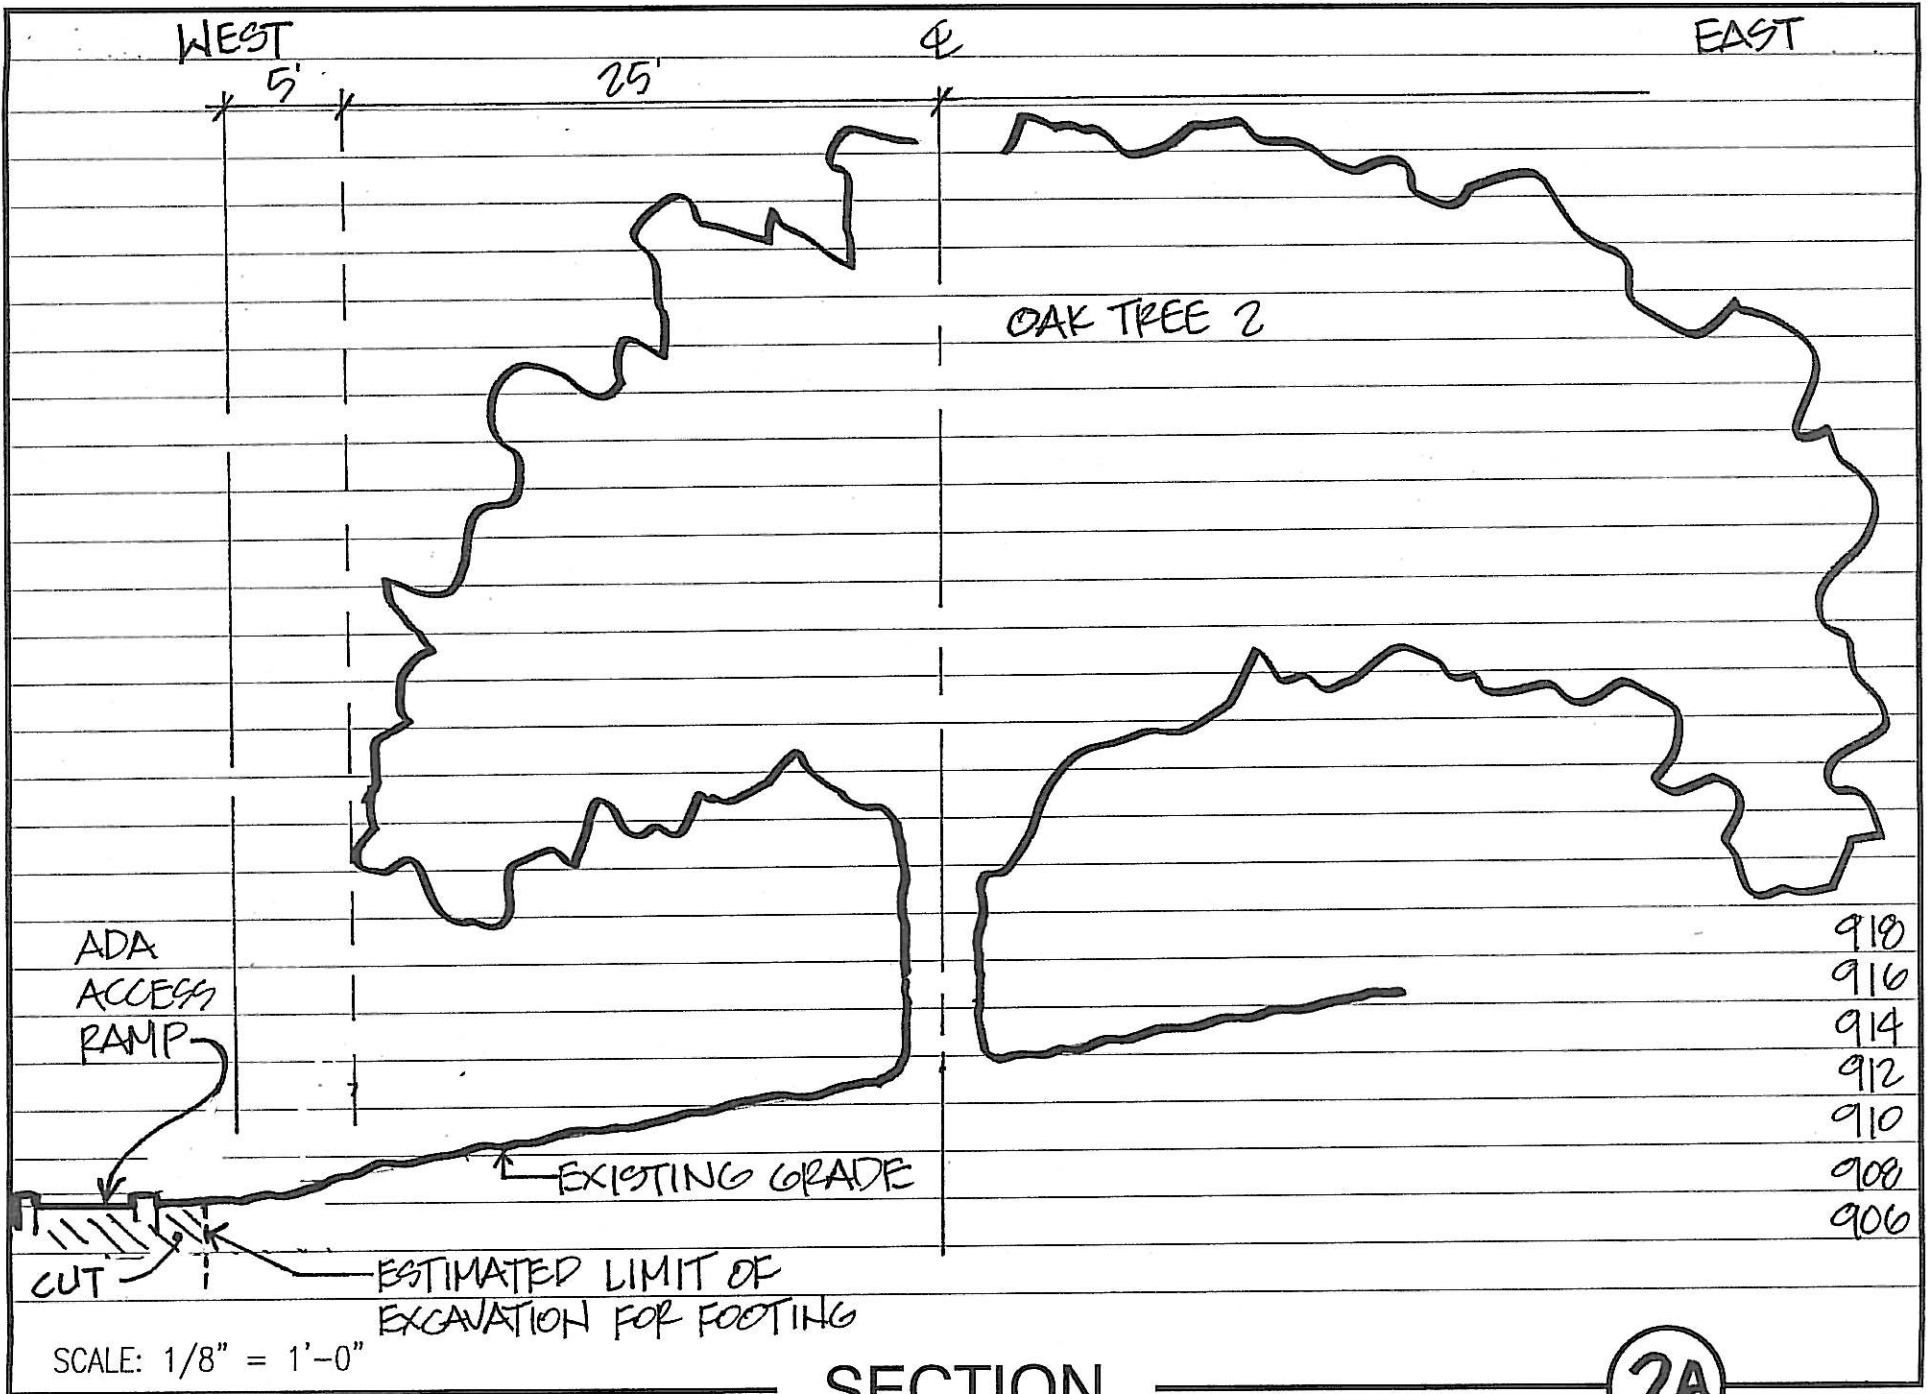 WEST ℄ EAST
5' 25'
OAK TREE 2
918
ADA
916
ACCESS
914
RAMP
912
910
908
EXISTING GRADE
906
CUT
ESTIMATED LIMIT OF
EXCAVATION FOR FOOTING
SCALE: 1/8" = 1'-0"
SECTION
2A